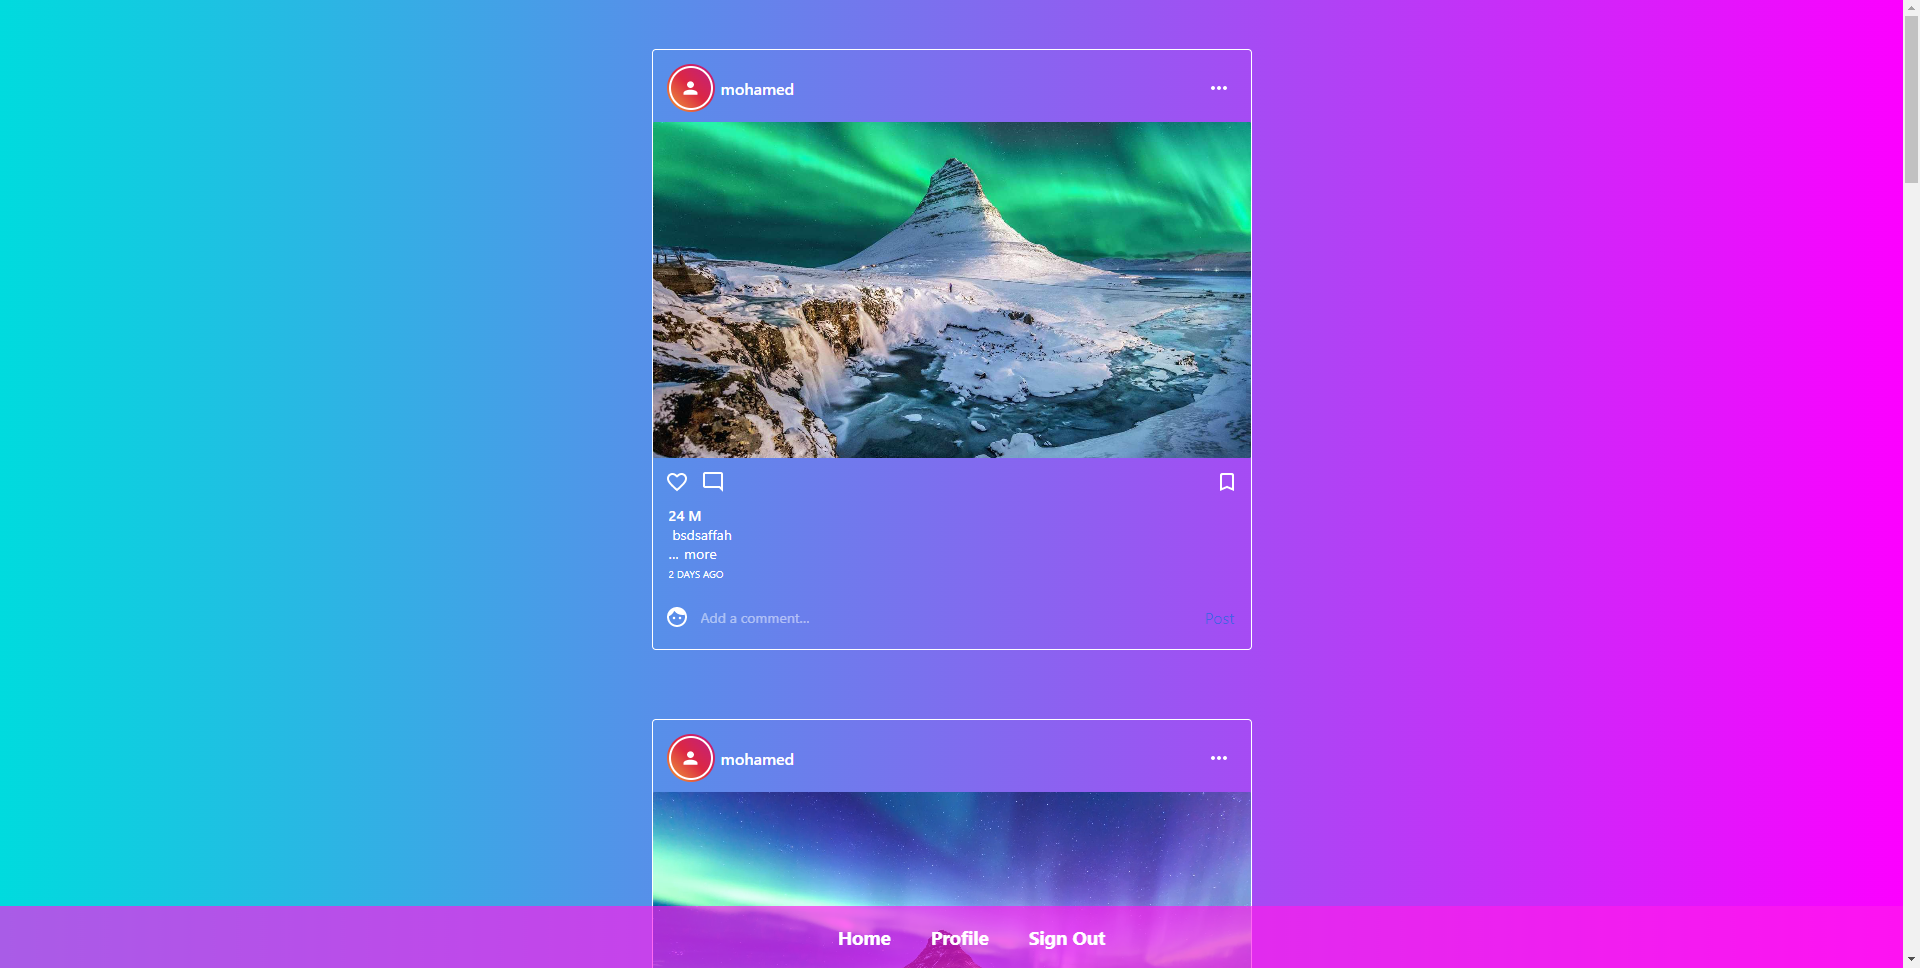 mohamed
24 M
bsdsaffah
... more
2 DAYS AGO
Add a comment...
Post
mohamed
Home
Profile
Sign Out